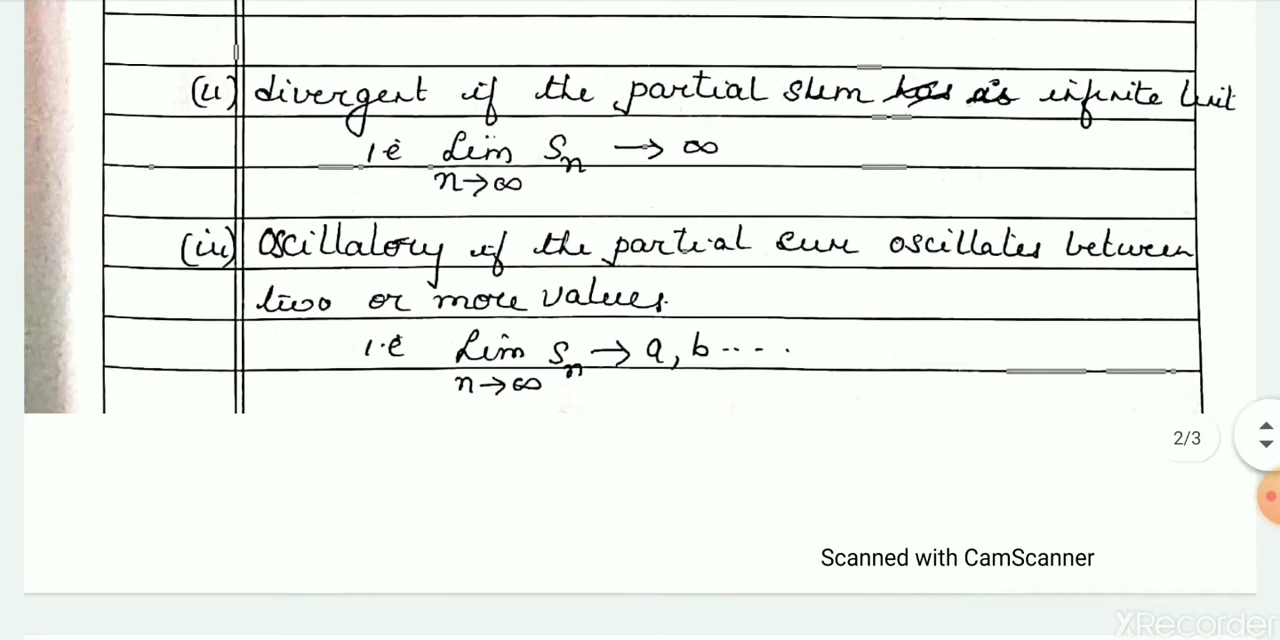 (ii) divergent if the partial sum has is infinite limit
i.e Lim Sn → ∞
n→∞
(iii) oscillatory if the partial sum oscillates between
two or more values.
i.e Lim Sn → a, b ....
n→∞
2/3
Scanned with CamScanner
XRecorder